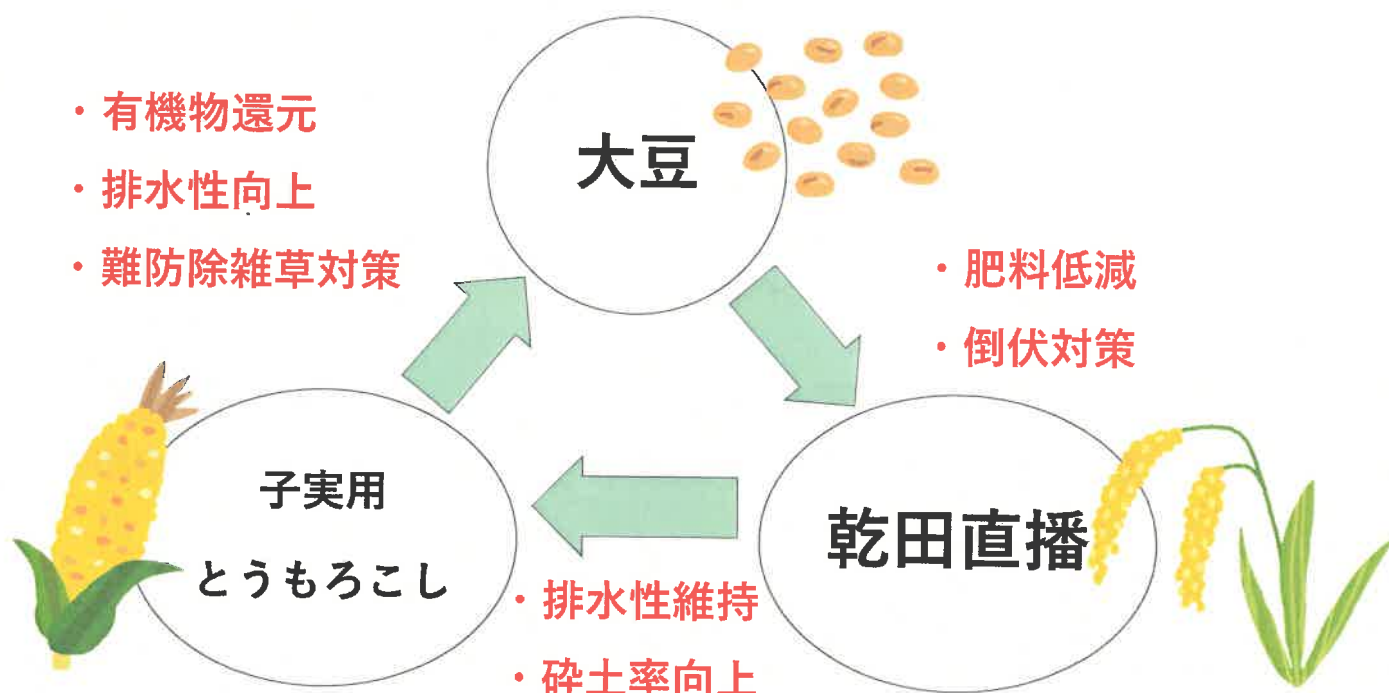 大豆
・有機物還元
・排水性向上
・難防除雑草対策
・肥料低減
・倒伏対策
子実用
とうもろこし
乾田直播
・排水性維持
・砕土率向上